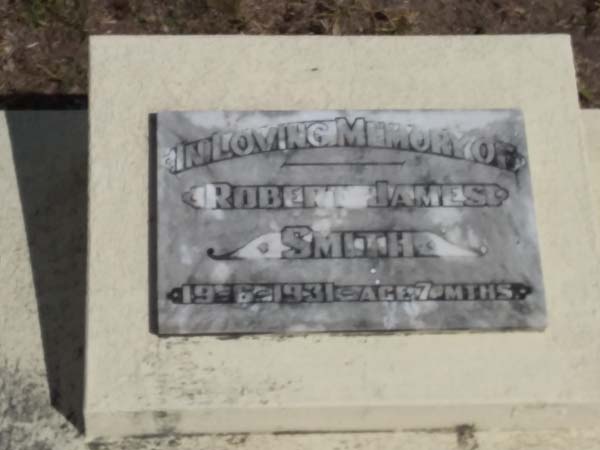 IN LOVING MEMORY OF
ROBERT JAMES
SMITH
19-6-1931-AGE 7 MTHS.